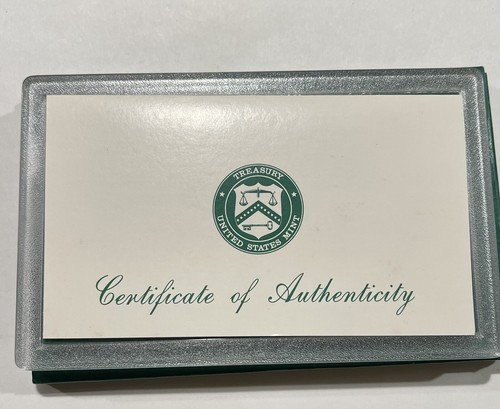 TREASURY
UNITED STATES MINT
Certificate of Authenticity